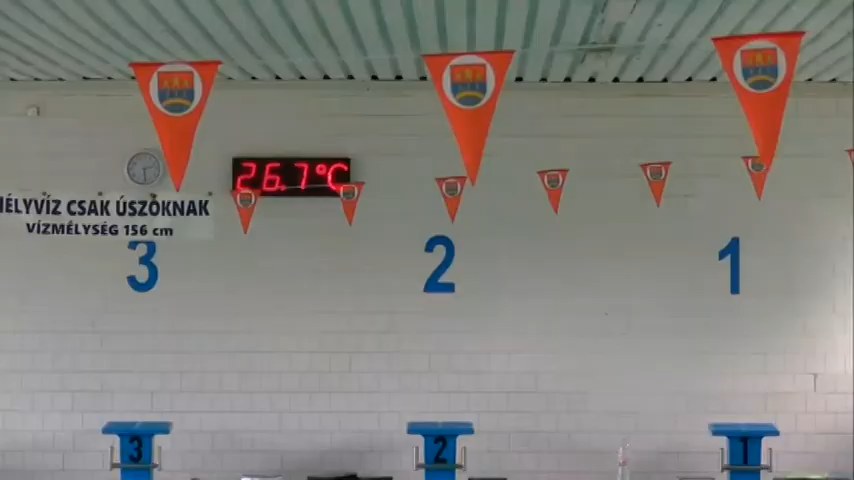 26.7°C
ÉLYVÍZ CSAK ÚSZÓKNAK
VÍZMÉLYSÉG 156 cm
3 2 1
3 2 1